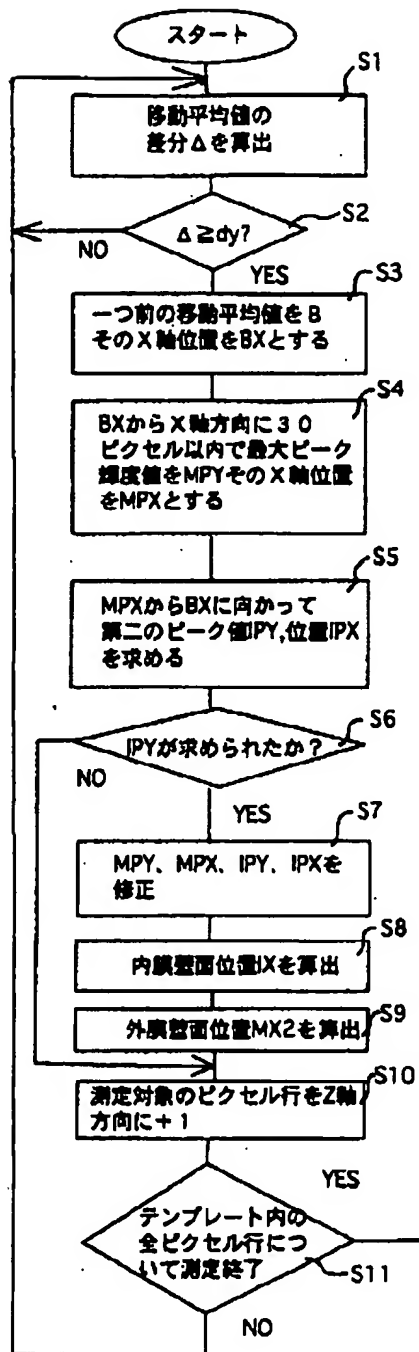 スタート
S1
移動平均値の
差分Δを算出
S2
Δ≧dy?
NO
YES
S3
一つ前の移動平均値をB
そのX軸位置をBXとする
S4
BXからX軸方向に30
ピクセル以内で最大ピーク
輝度値をMPYそのX軸位置
をMPXとする
S5
MPXからBXに向かって
第二のピーク値IPY,位置IPX
を求める
S6
IPYが求められたか?
NO
YES
S7
MPY、MPX、IPY、IPXを
修正
S8
内膜壁面位置IXを算出
S9
外膜壁面位置MX2を算出
S10
測定対象のピクセル行をZ軸
方向に+1
YES
テンプレート内の
全ピクセル行につ
いて測定終了
S11
NO